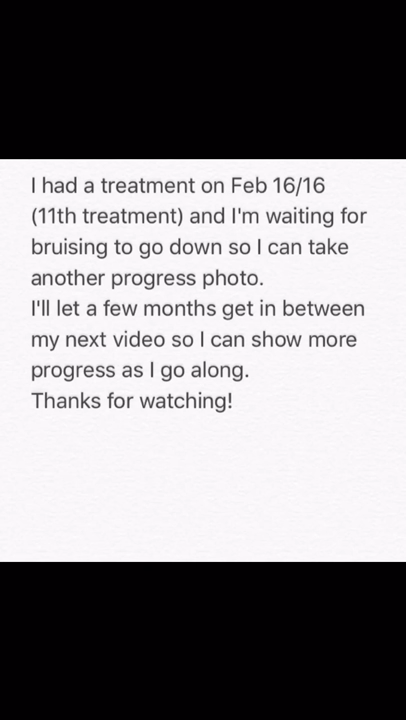 I had a treatment on Feb 16/16
(11th treatment) and I'm waiting for
bruising to go down so I can take
another progress photo.
I'll let a few months get in between
my next video so I can show more
progress as I go along.
Thanks for watching!